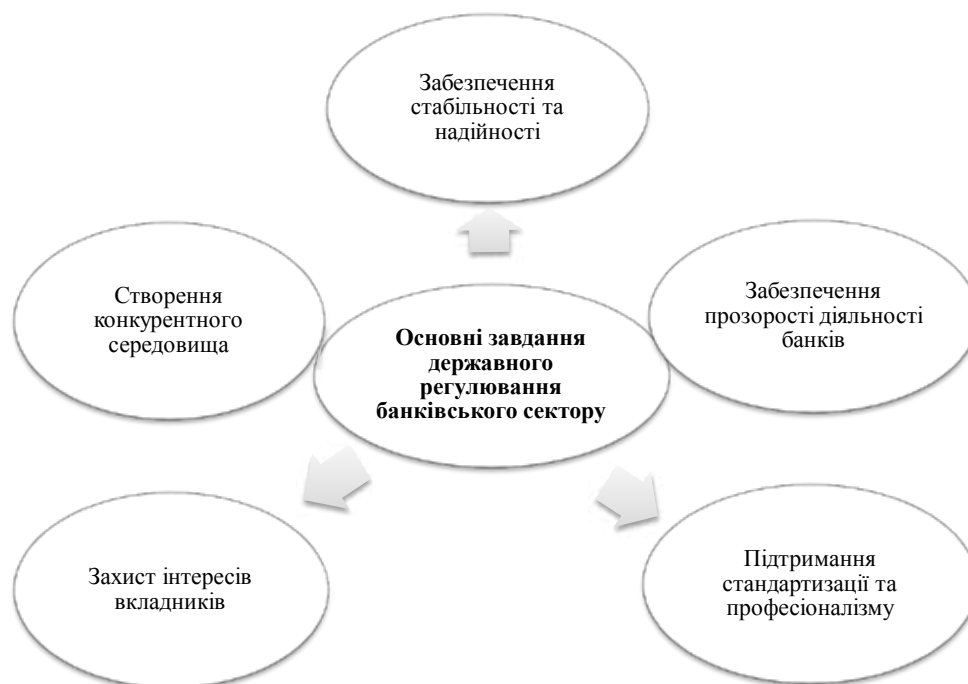 Забезпечення
стабільності та
надійності
Створення
конкурентного
середовища
Забезпечення
прозорості діяльності
банків
Основні завдання
державного
регулювання
банківського сектору
Захист інтересів
вкладників
Підтримання
стандартизації та
професіоналізму